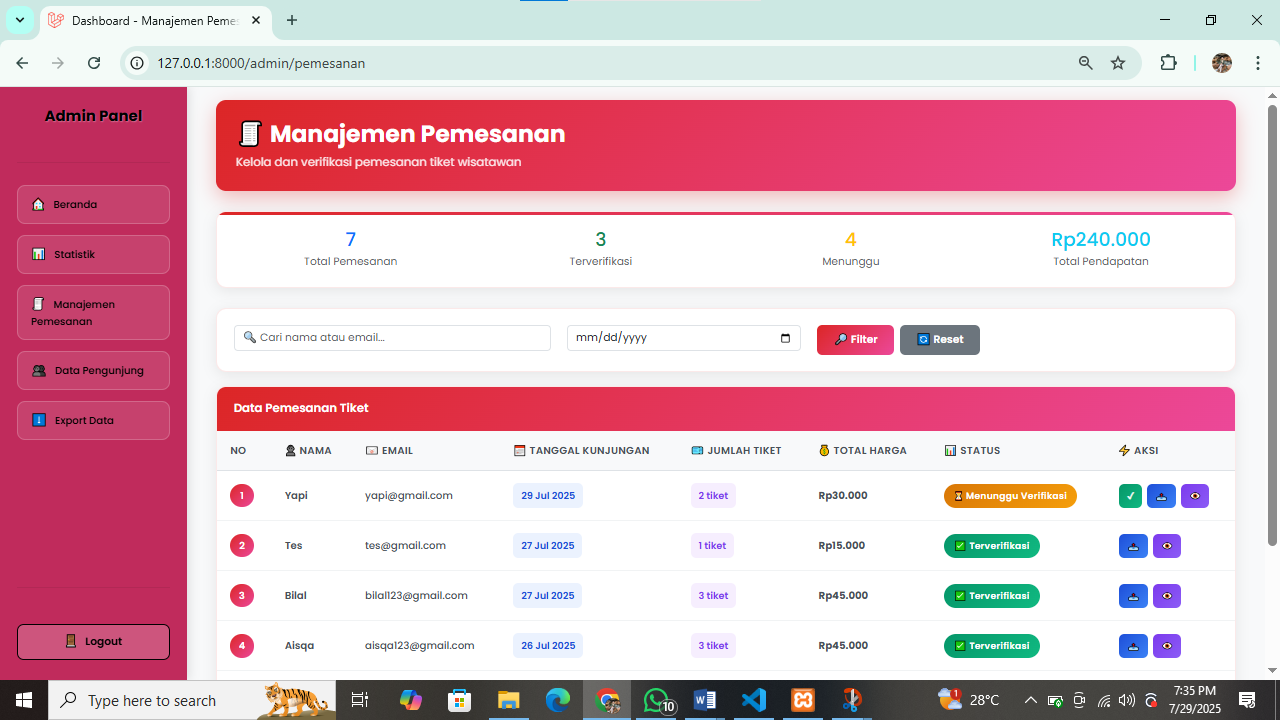 Dashboard - Manajemen Pemes
127.0.0.1:8000/admin/pemesanan
Admin Panel
Beranda
Statistik
Manajemen
Pemesanan
Data Pengunjung
Export Data
Logout
Manajemen Pemesanan
Kelola dan verifikasi pemesanan tiket wisatawan
7 3 4 Rp240.000
Total Pemesanan Terverifikasi Menunggu Total Pendapatan
Cari nama atau email... mm/dd/yyyy Filter Reset
Data Pemesanan Tiket
NO NAMA EMAIL TANGGAL KUNJUNGAN JUMLAH TIKET TOTAL HARGA STATUS AKSI
1 Yapi yapi@gmail.com 29 Jul 2025 2 tiket Rp30.000 Menunggu Verifikasi
2 Tes tes@gmail.com 27 Jul 2025 1 tiket Rp15.000 Terverifikasi
3 Bilal bilal123@gmail.com 27 Jul 2025 3 tiket Rp45.000 Terverifikasi
4 Aisqa aisqa123@gmail.com 26 Jul 2025 3 tiket Rp45.000 Terverifikasi
Type here to search 10 1 28°C 7:35 PM
7/29/2025